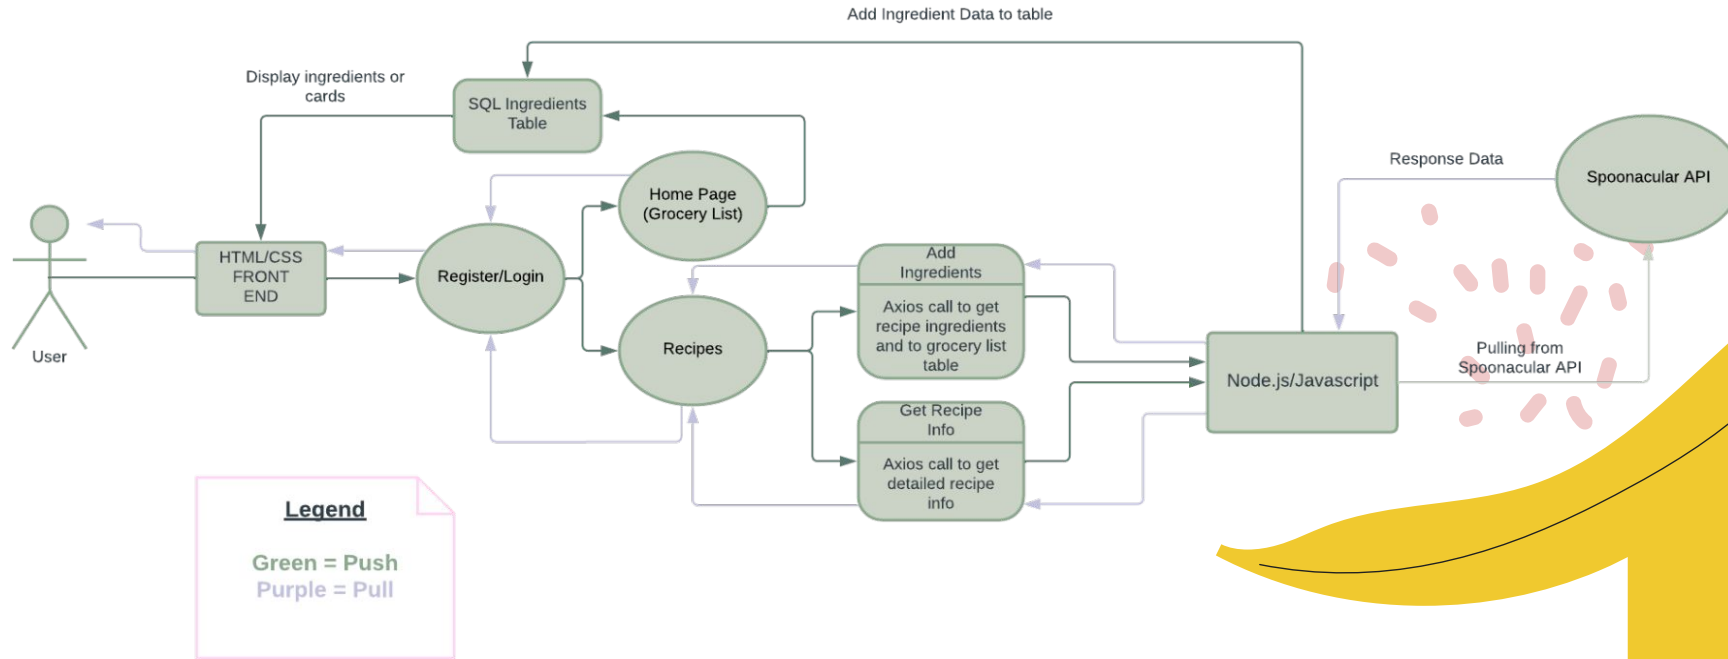 Add Ingredient Data to table
Display ingredients or
cards
SQL Ingredients
Table
Response Data
Spoonacular API
Home Page
(Grocery List)
HTML/CSS
FRONT
END
Register/Login
Add
Ingredients
Axios call to get
recipe ingredients
and to grocery list
table
User
Recipes
Pulling from
Spoonacular API
Node.js/Javascript
Get Recipe
Info
Axios call to get
detailed recipe
info
Legend
Green = Push
Purple = Pull